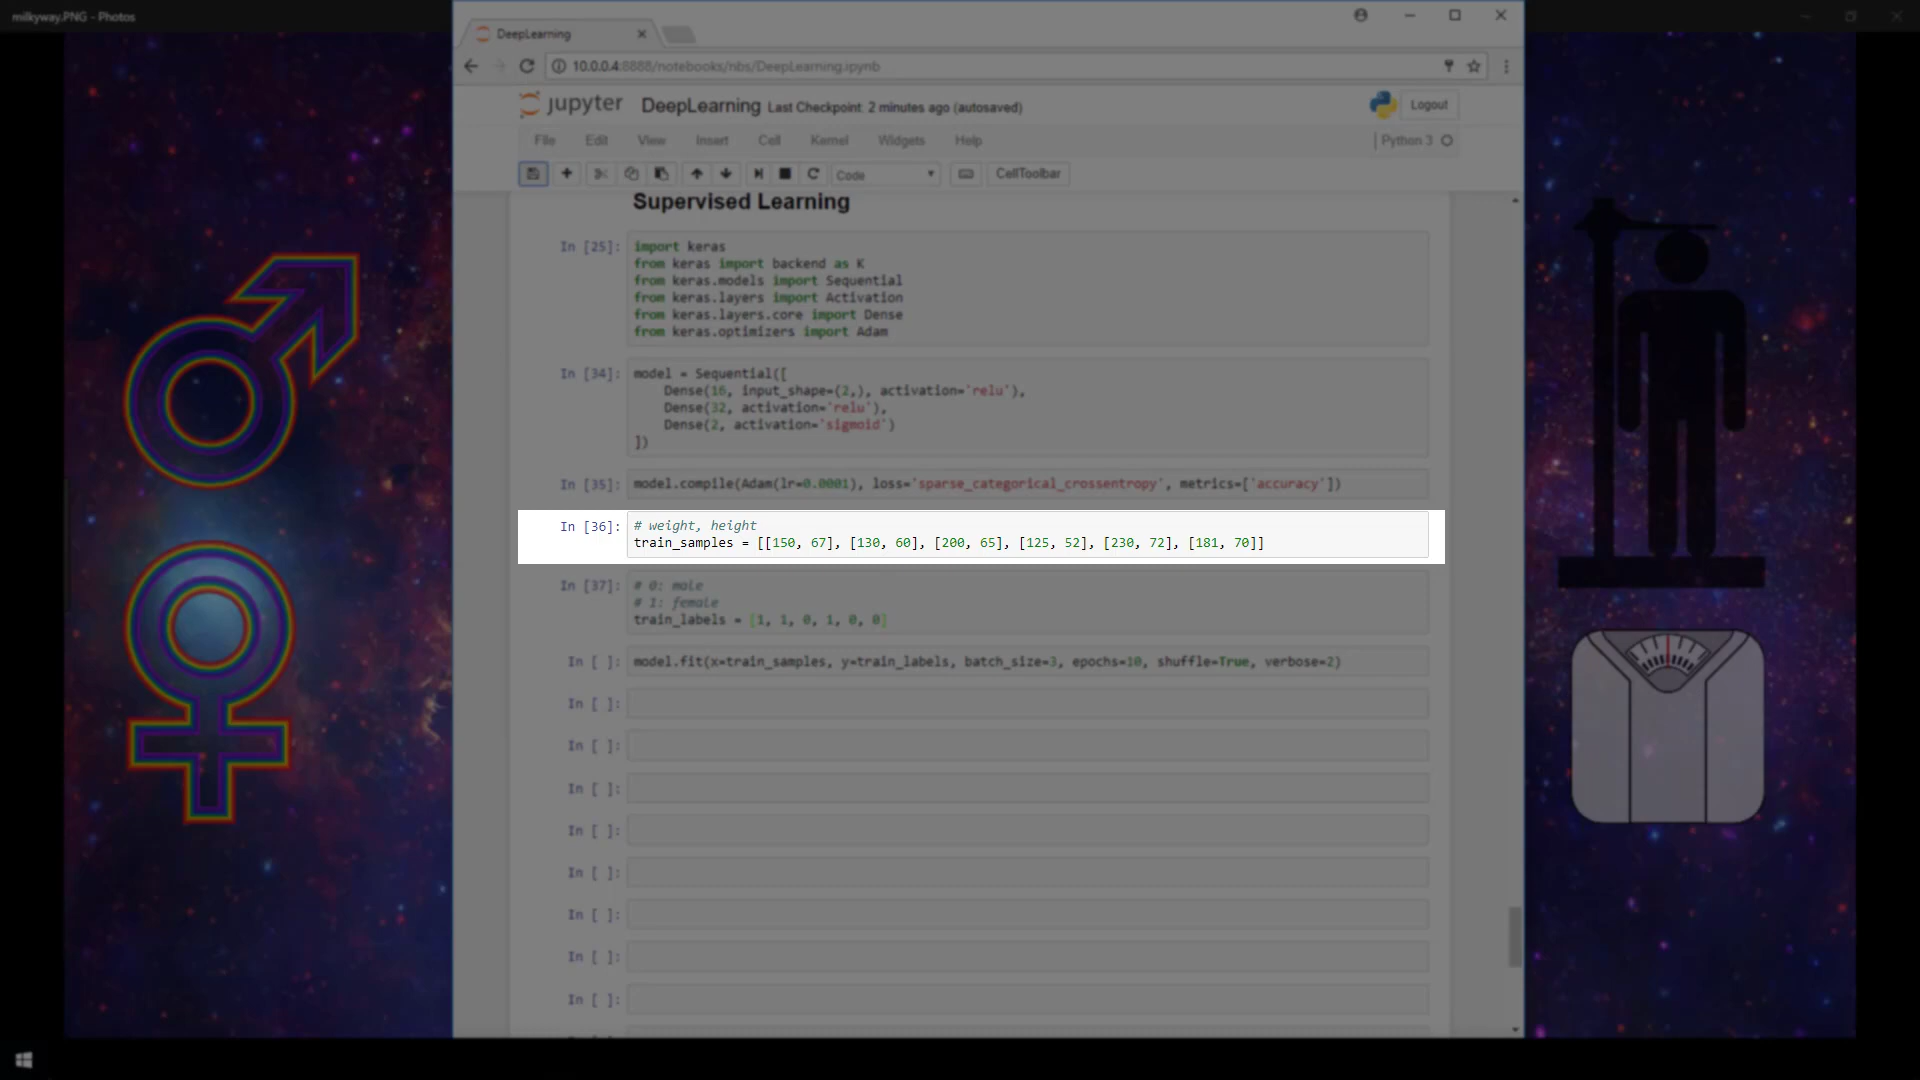 milkyway.PNG - Photos
DeepLearning
10.0.0.4:8888/notebooks/nbs/DeepLearning.ipynb
jupyter DeepLearning Last Checkpoint: 2 minutes ago (autosaved)
Logout
File Edit View Insert Cell Kernel Widgets Help
Python 3
Code
CellToolbar
Supervised Learning
In [25]: import keras
from keras import backend as K
from keras.models import Sequential
from keras.layers import Activation
from keras.layers.core import Dense
from keras.optimizers import Adam
In [34]: model = Sequential([
Dense(16, input_shape=(2,), activation='relu'),
Dense(32, activation='relu'),
Dense(2, activation='sigmoid')
])
In [35]: model.compile(Adam(lr=0.0001), loss='sparse_categorical_crossentropy', metrics=['accuracy'])
In [36]: # weight, height
train_samples = [[150, 67], [130, 60], [200, 65], [125, 52], [230, 72], [181, 70]]
In [37]: # 0: male
# 1: female
train_labels = [1, 1, 0, 1, 0, 0]
In [ ]: model.fit(x=train_samples, y=train_labels, batch_size=3, epochs=10, shuffle=True, verbose=2)
In [ ]:
In [ ]:
In [ ]:
In [ ]:
In [ ]:
In [ ]:
In [ ]:
In [ ]: